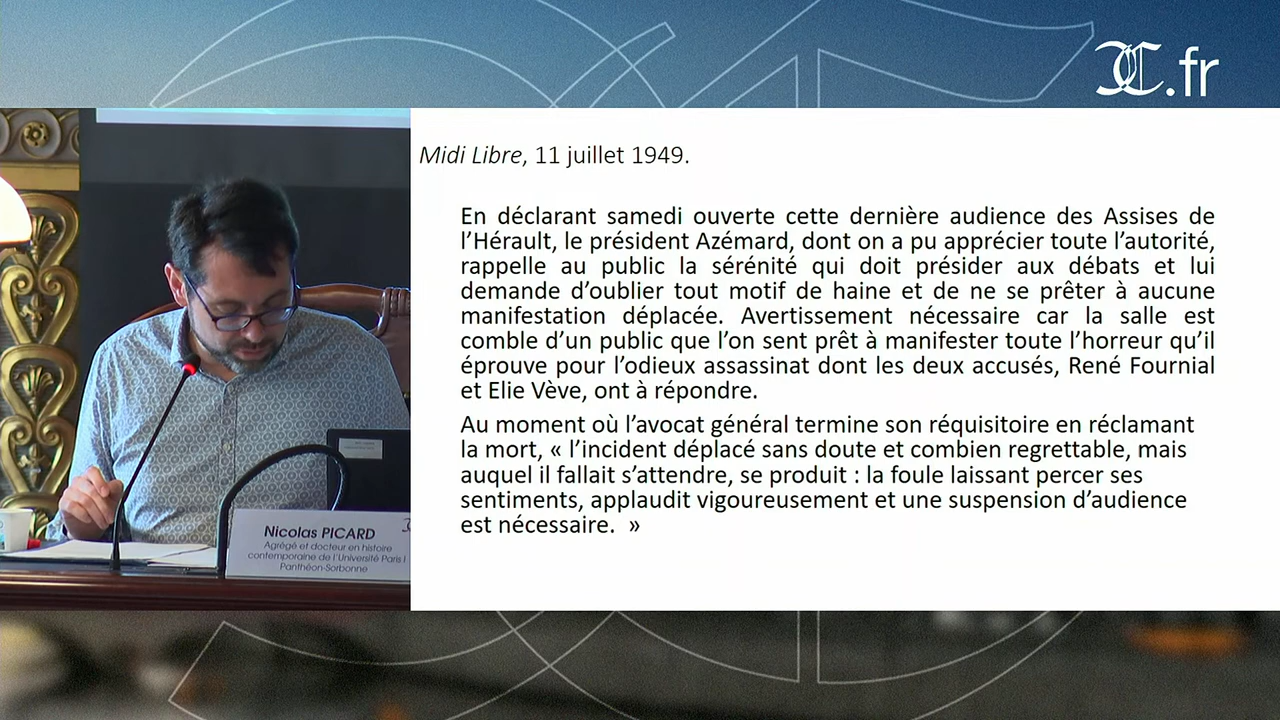 CC.fr
Midi Libre, 11 juillet 1949.
En déclarant samedi ouverte cette dernière audience des Assises de
l’Hérault, le président Azémard, dont on a pu apprécier toute l’autorité,
rappelle au public la sérénité qui doit présider aux débats et lui
demande d’oublier tout motif de haine et de ne se prêter à aucune
manifestation déplacée. Avertissement nécessaire car la salle est
comble d’un public que l’on sent prêt à manifester toute l’horreur qu’il
éprouve pour l’odieux assassinat dont les deux accusés, René Fournial
et Elie Vève, ont à répondre.
Au moment où l’avocat général termine son réquisitoire en réclamant
la mort, « l’incident déplacé sans doute et combien regrettable, mais
auquel il fallait s’attendre, se produit : la foule laissant percer ses
sentiments, applaudit vigoureusement et une suspension d’audience
est nécessaire. »
Nicolas PICARD
Agrégé et docteur en histoire
contemporaine de l’Université Paris I
Panthéon-Sorbonne